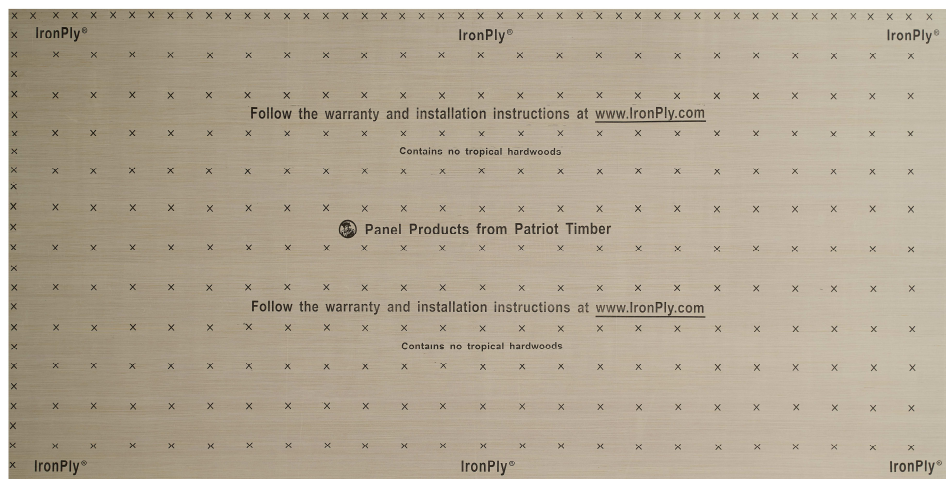 IronPly® IronPly® IronPly®
Follow the warranty and installation instructions at www.IronPly.com
Contains no tropical hardwoods
Panel Products from Patriot Timber
Follow the warranty and installation instructions at www.IronPly.com
Contains no tropical hardwoods
IronPly® IronPly® IronPly®